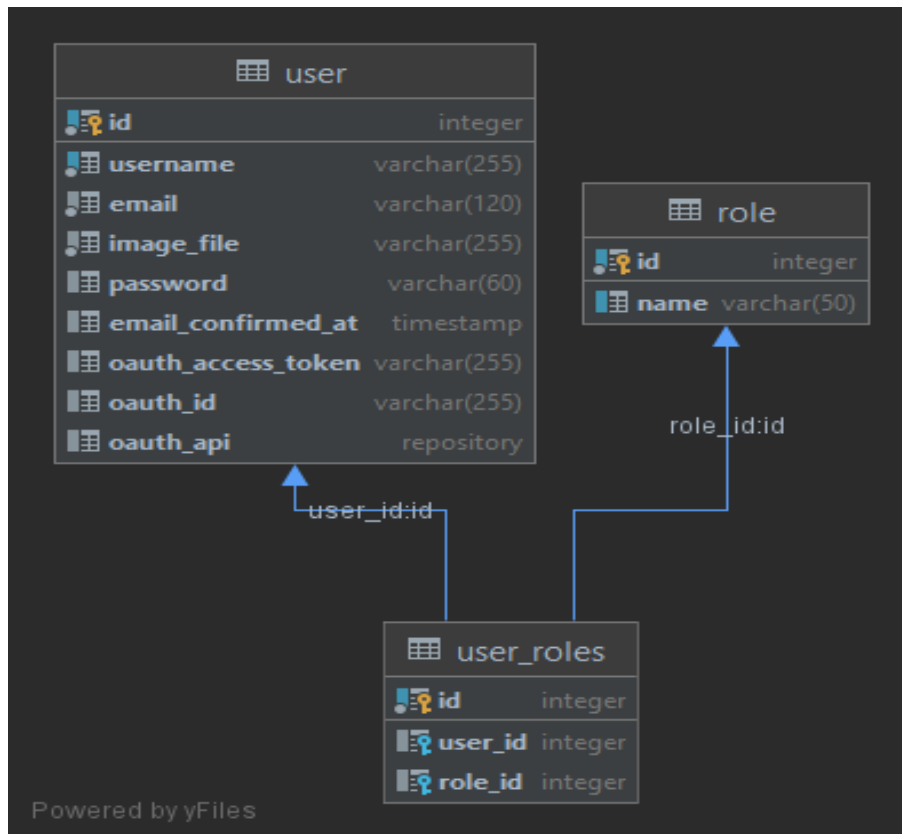 user
id integer
username varchar(255)
email varchar(120)
image_file varchar(255)
password varchar(60)
email_confirmed_at timestamp
oauth_access_token varchar(255)
oauth_id varchar(255)
oauth_api repository
role
id integer
name varchar(50)
role_id:id
user_id:id
user_roles
id integer
user_id integer
role_id integer
Powered by yFiles